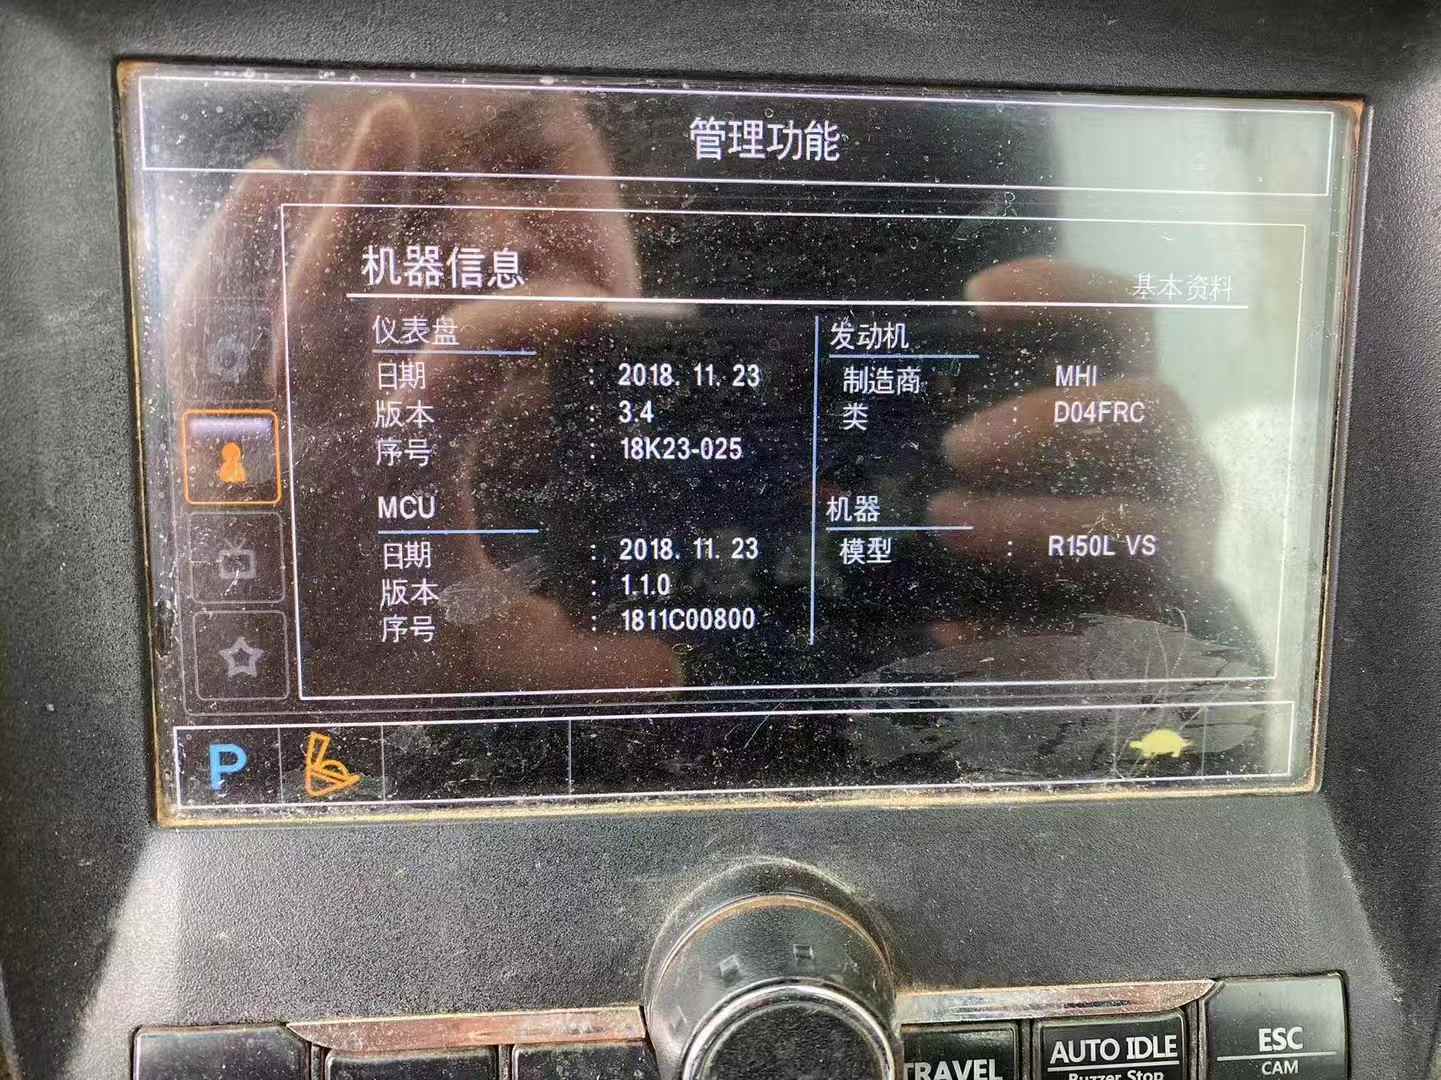 管理功能
机器信息
基本资料
仪表盘
日期 : 2018. 11. 23
版本 : 3.4
序号 : 18K23-025
MCU
日期 : 2018. 11. 23
版本 : 1.1.0
序号 : 1811C00800
发动机
制造商 : MHI
类 : D04FRC
机器
模型 : R150L VS
P
TRAVEL
AUTO IDLE
Buzzer Stop
ESC
CAM